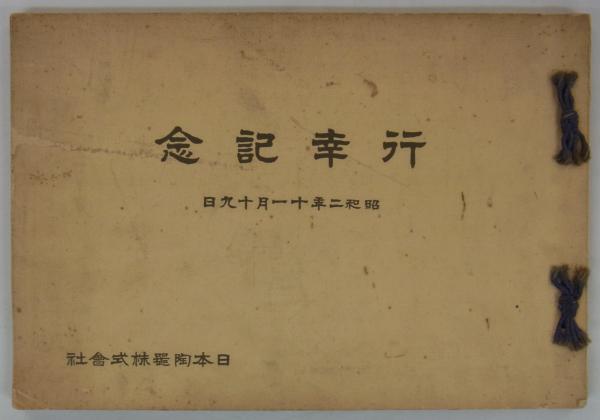 行幸記念
昭和二年十一月十九日
日本陶器株式會社